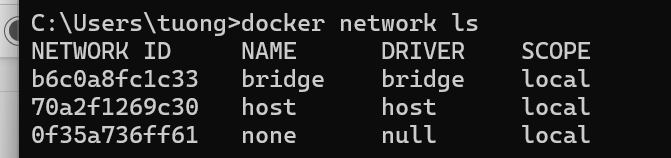 C:\Users\tuong>docker network ls
NETWORK ID     NAME      DRIVER    SCOPE
b6c0a8fc1c33   bridge    bridge    local
70a2f1269c30   host      host      local
0f35a736ff61   none      null      local